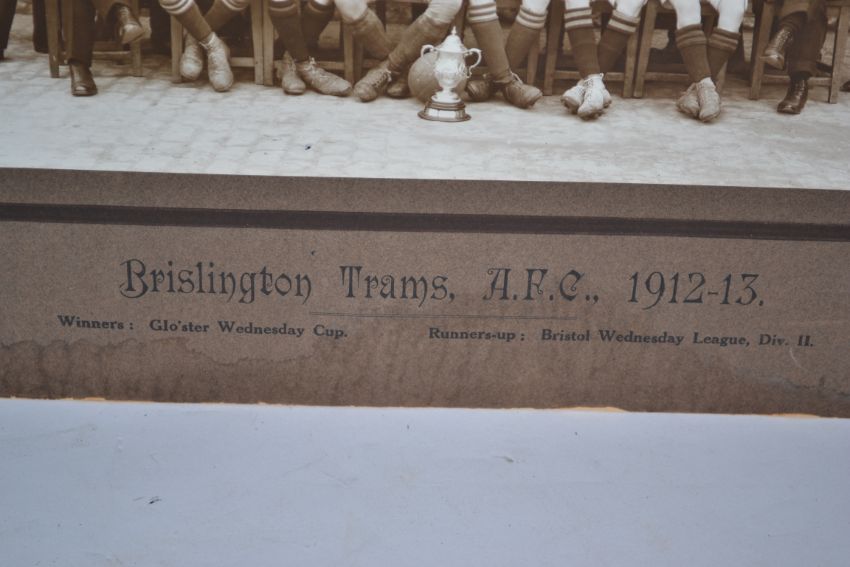 Brislington Trams, A.F.C., 1912-13.
Winners : Glo'ster Wednesday Cup. Runners-up : Bristol Wednesday League, Div. II.